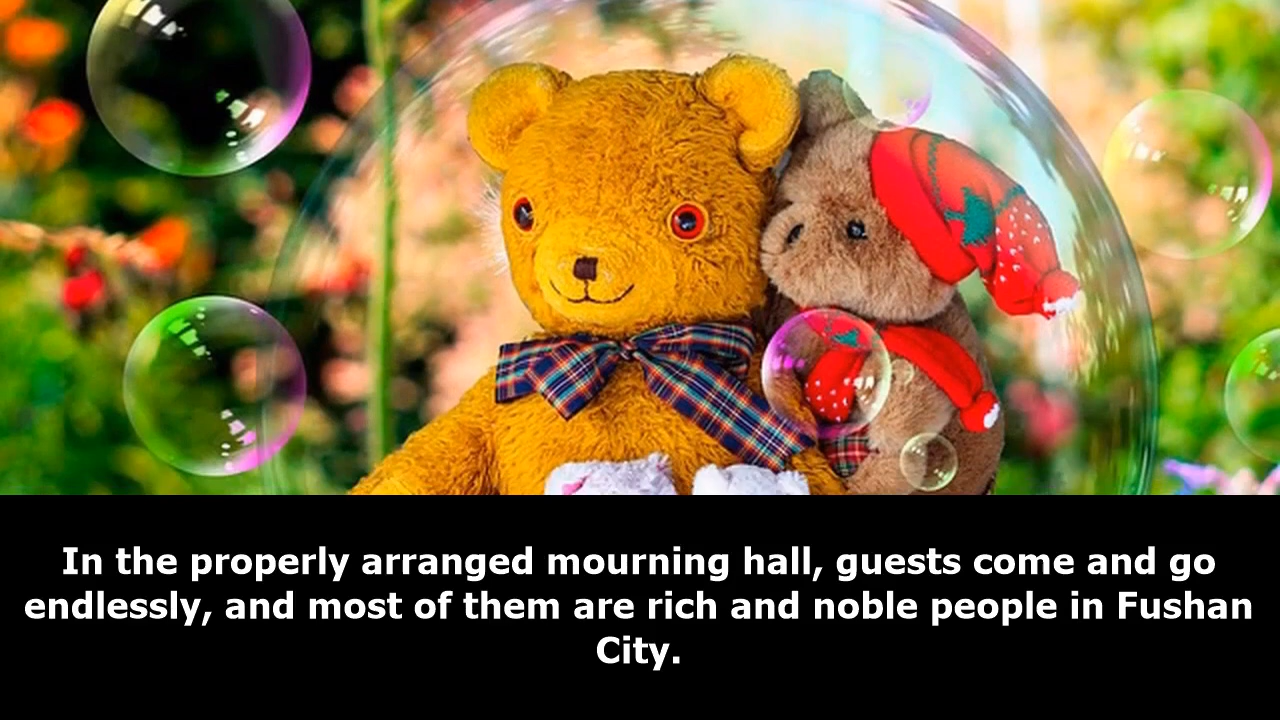 In the properly arranged mourning hall, guests come and go
endlessly, and most of them are rich and noble people in Fushan
City.